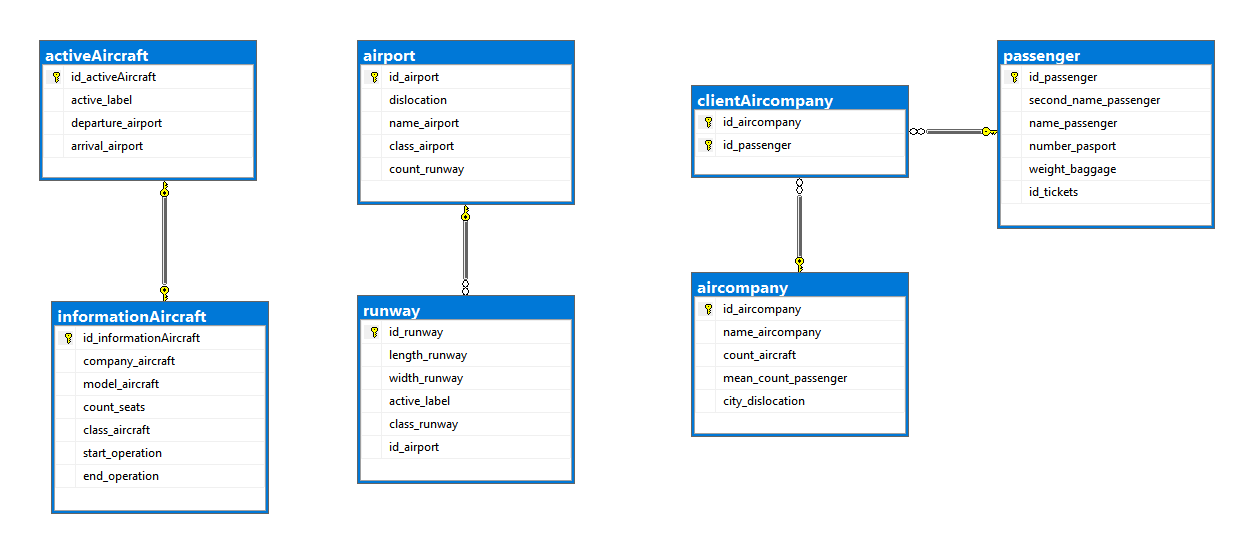 activeAircraft
id_activeAircraft
active_label
departure_airport
arrival_airport
informationAircraft
id_informationAircraft
company_aircraft
model_aircraft
count_seats
class_aircraft
start_operation
end_operation
airport
id_airport
dislocation
name_airport
class_airport
count_runway
runway
id_runway
length_runway
width_runway
active_label
class_runway
id_airport
clientAircompany
id_aircompany
id_passenger
aircompany
id_aircompany
name_aircompany
count_aircraft
mean_count_passenger
city_dislocation
passenger
id_passenger
second_name_passenger
name_passenger
number_pasport
weight_baggage
id_tickets